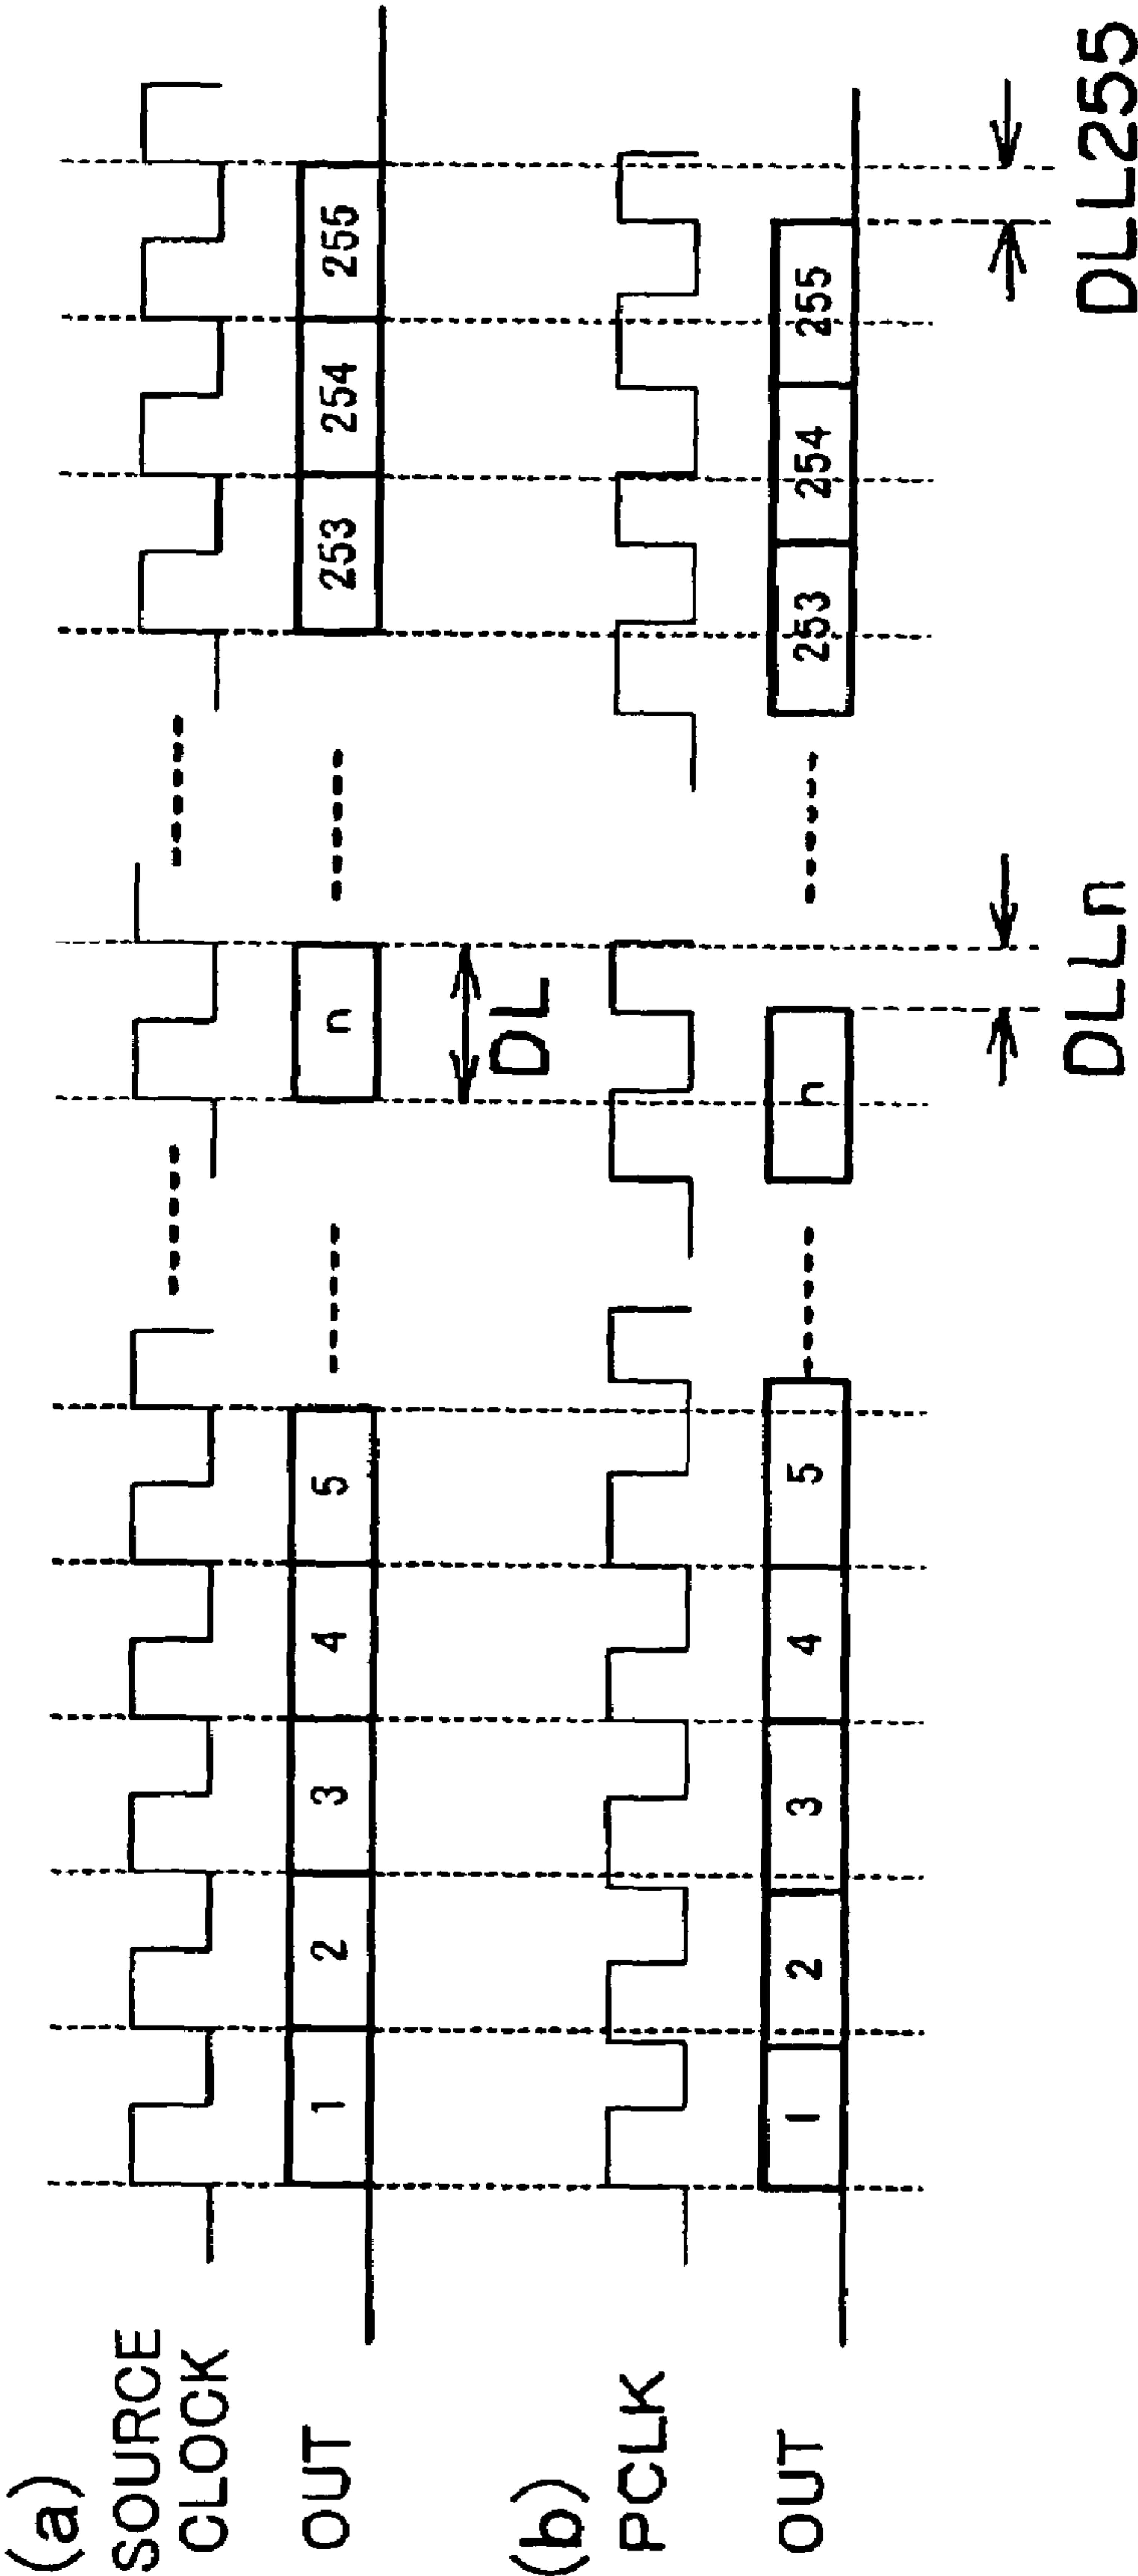 (a)
SOURCE
CLOCK
OUT
1 2 3 4 5 n 253 254 255
DL
(b)
PCLK
OUT
1 2 3 4 5 n 253 254 255
DLLn
DLL255